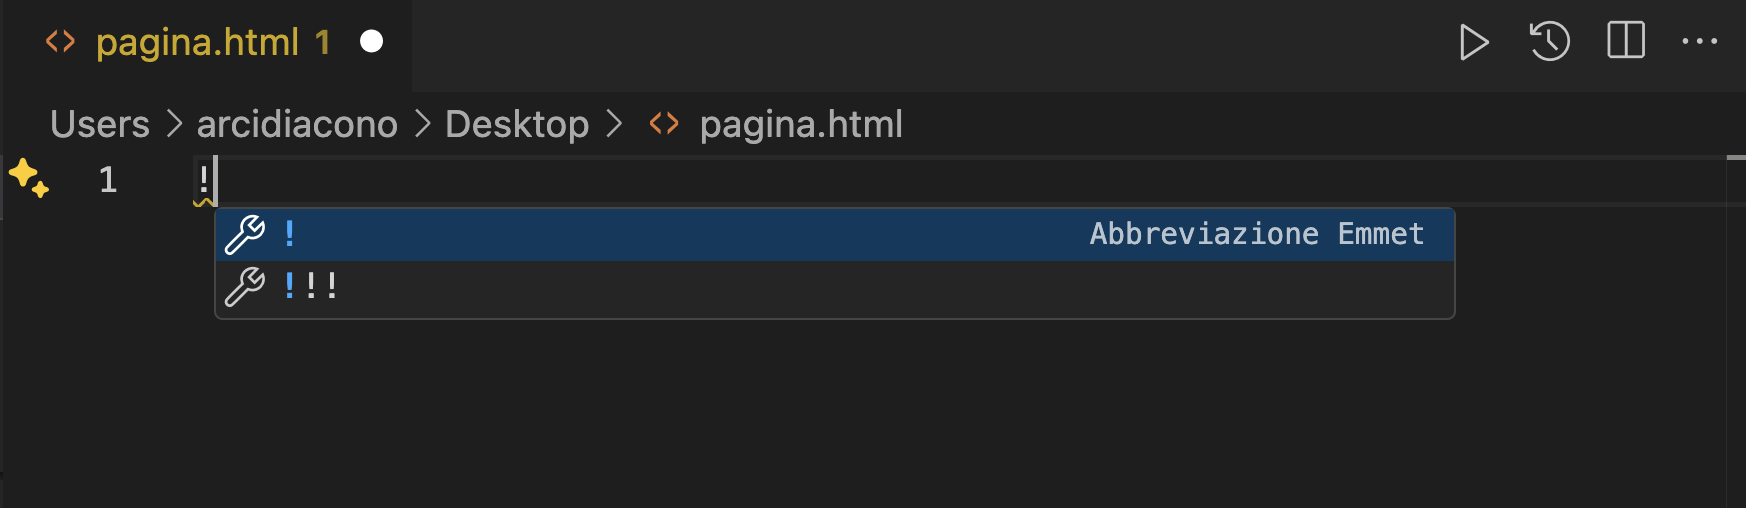 pagina.html 1
Users > arcidiacono > Desktop > <> pagina.html
1 !
! Abbreviazione Emmet
!!!